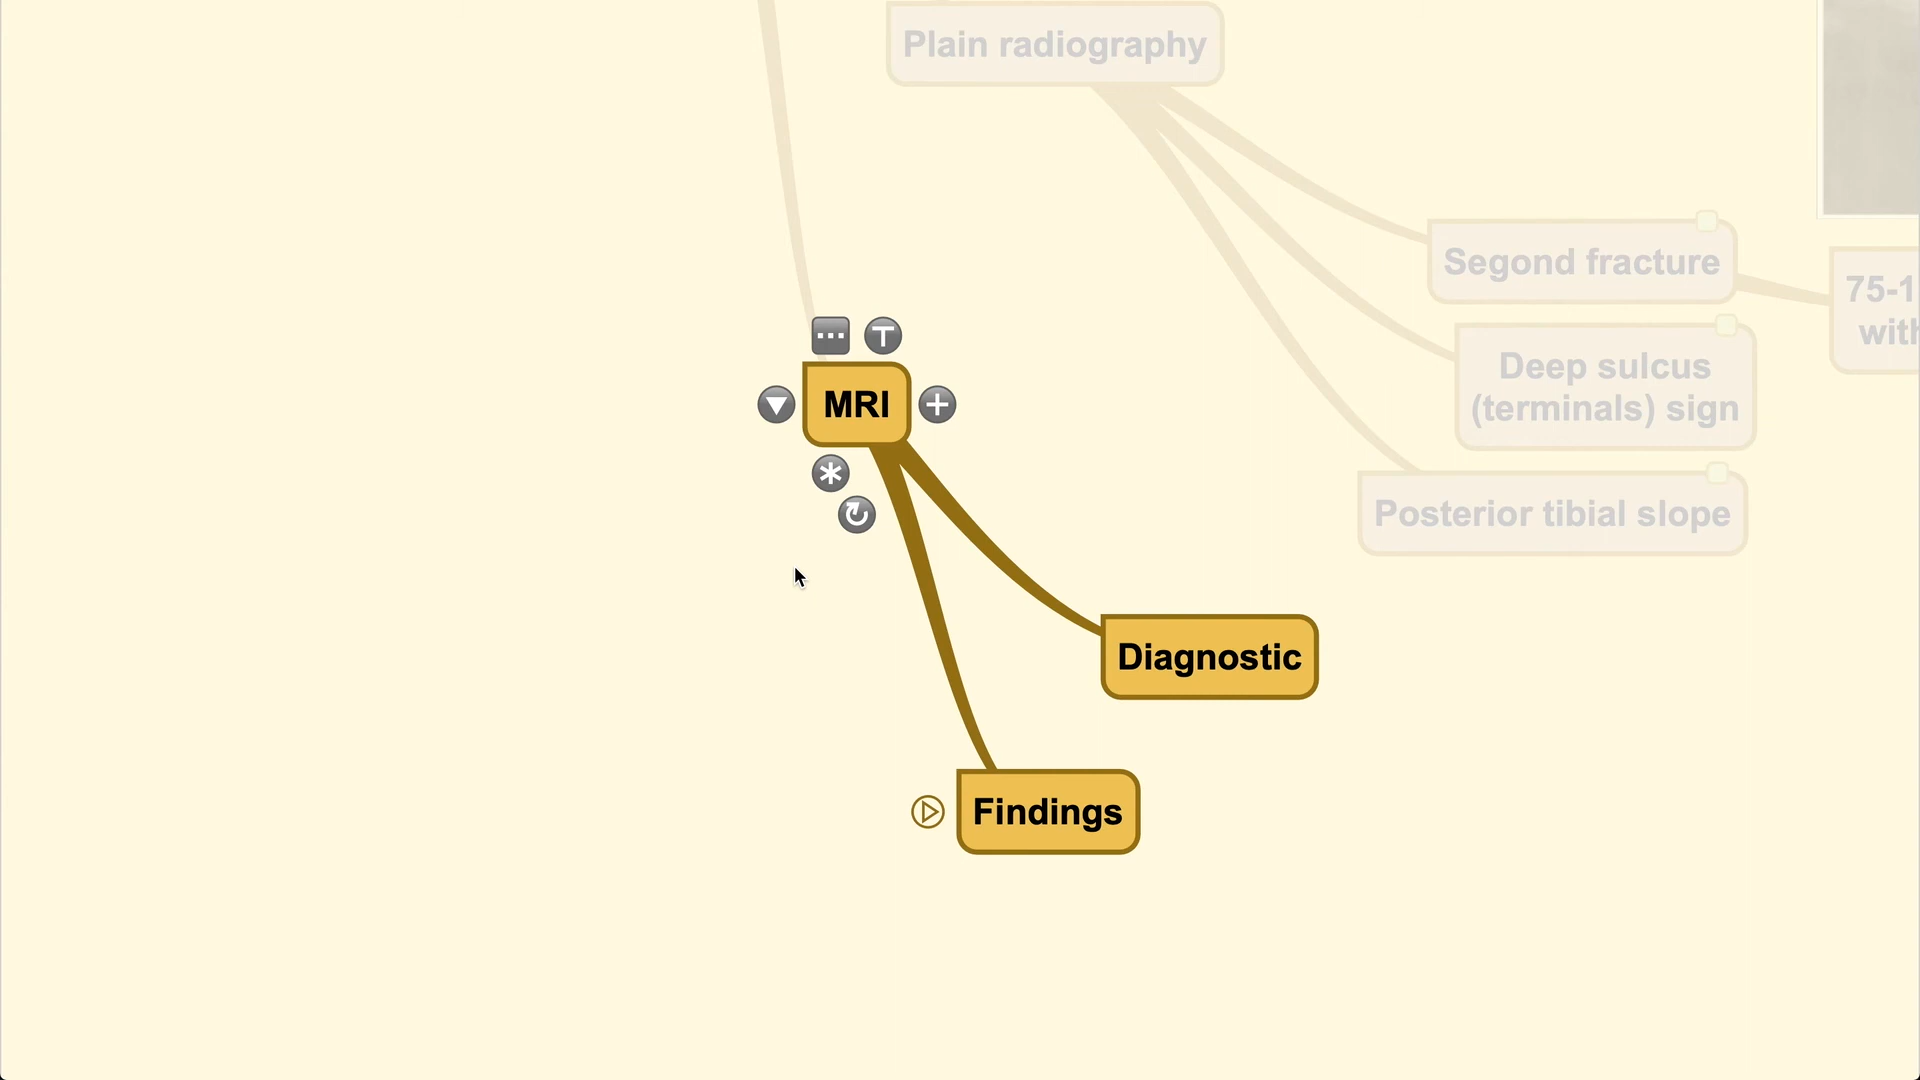 Plain radiography
Segond fracture
75-1
with
Deep sulcus
(terminals) sign
MRI
Posterior tibial slope
Diagnostic
Findings